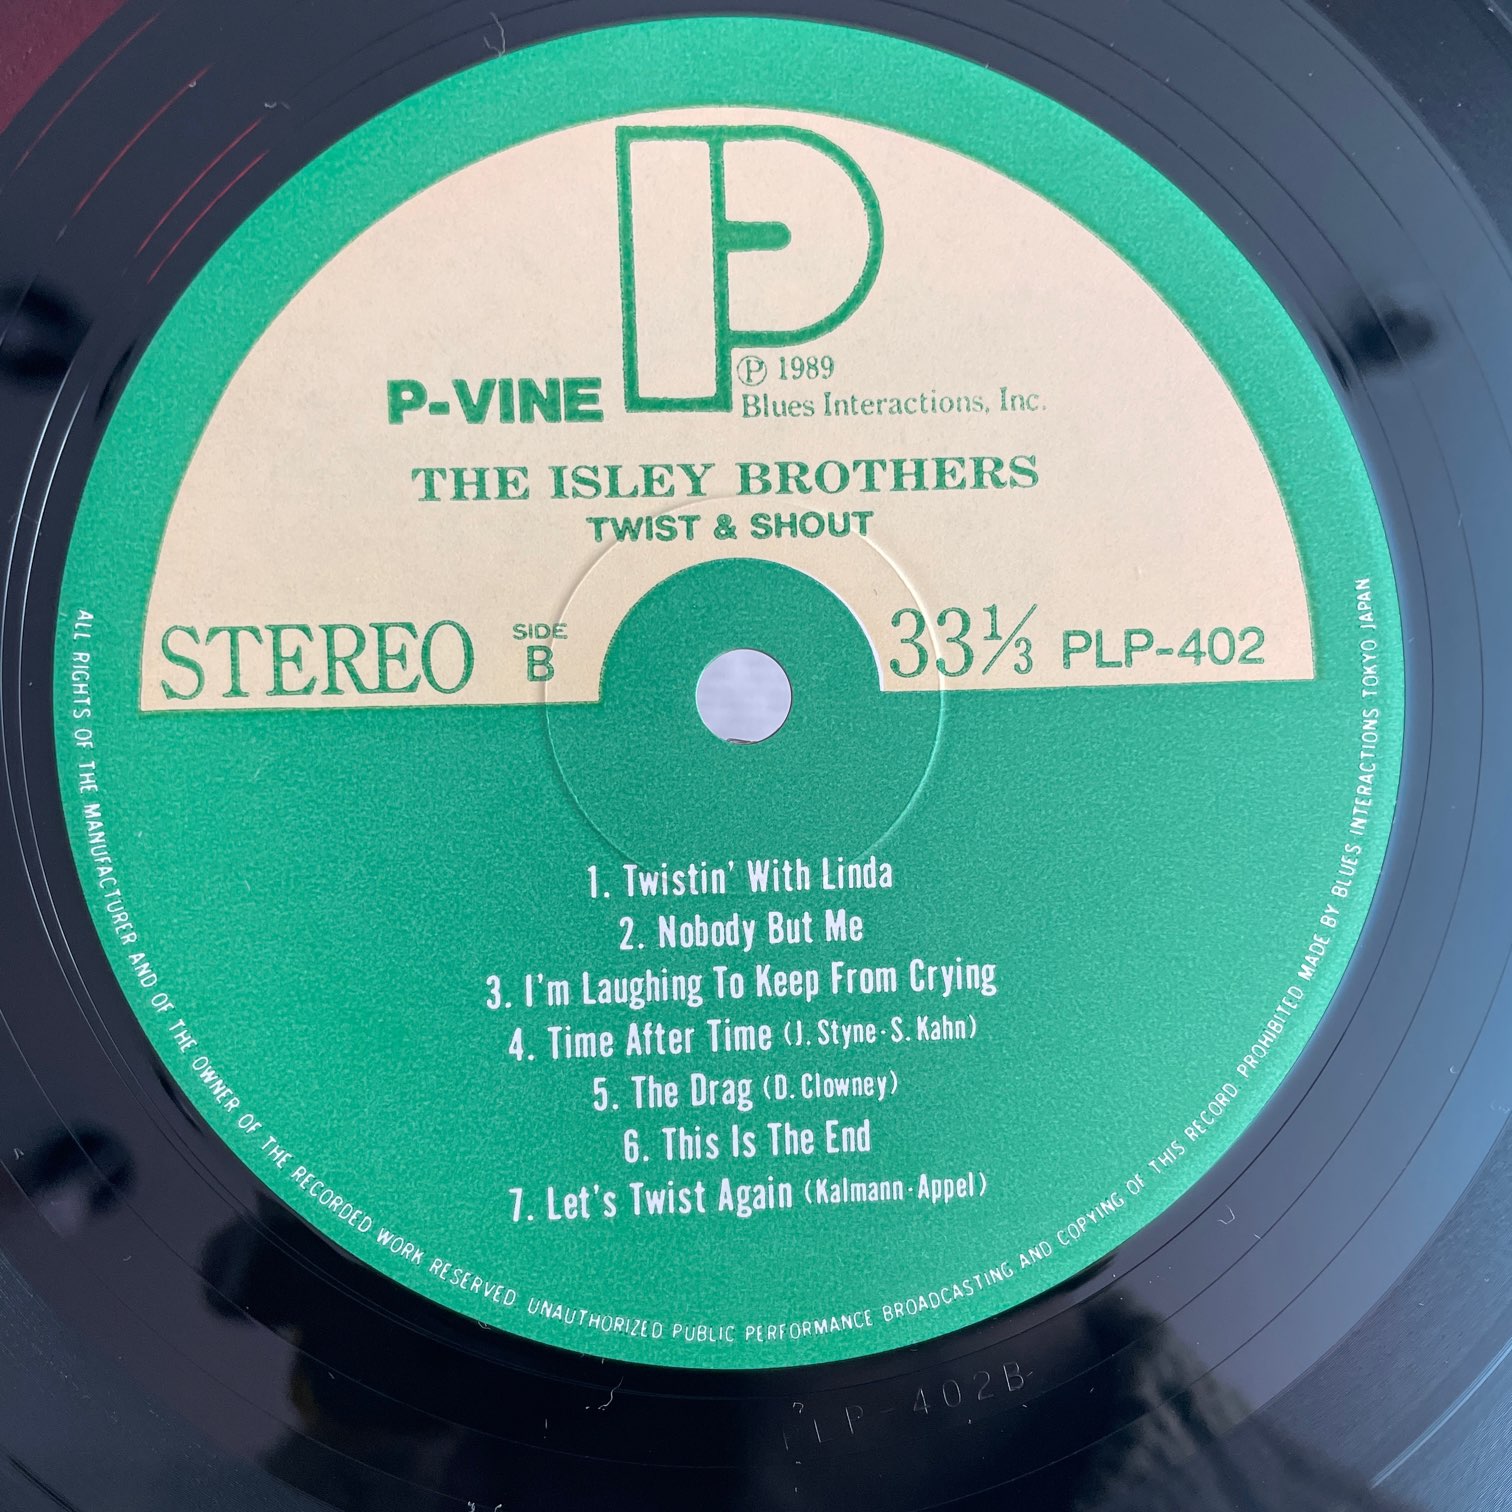 P-VINE
Ⓟ 1989
Blues Interactions, Inc.
THE ISLEY BROTHERS
TWIST & SHOUT
STEREO SIDE B 33⅓ PLP-402
1. Twistin' With Linda
2. Nobody But Me
3. I'm Laughing To Keep From Crying
4. Time After Time (J. Styne·S. Kahn)
5. The Drag (D. Clowney)
6. This Is The End
7. Let's Twist Again (Kalmann·Appel)
ALL RIGHTS OF THE MANUFACTURER AND OF THE OWNER OF THE RECORDED WORK RESERVED UNAUTHORIZED PUBLIC PERFORMANCE BROADCASTING AND COPYING OF THIS RECORD PROHIBITED MADE BY BLUES INTERACTIONS TOKYO JAPAN
PLP-402B